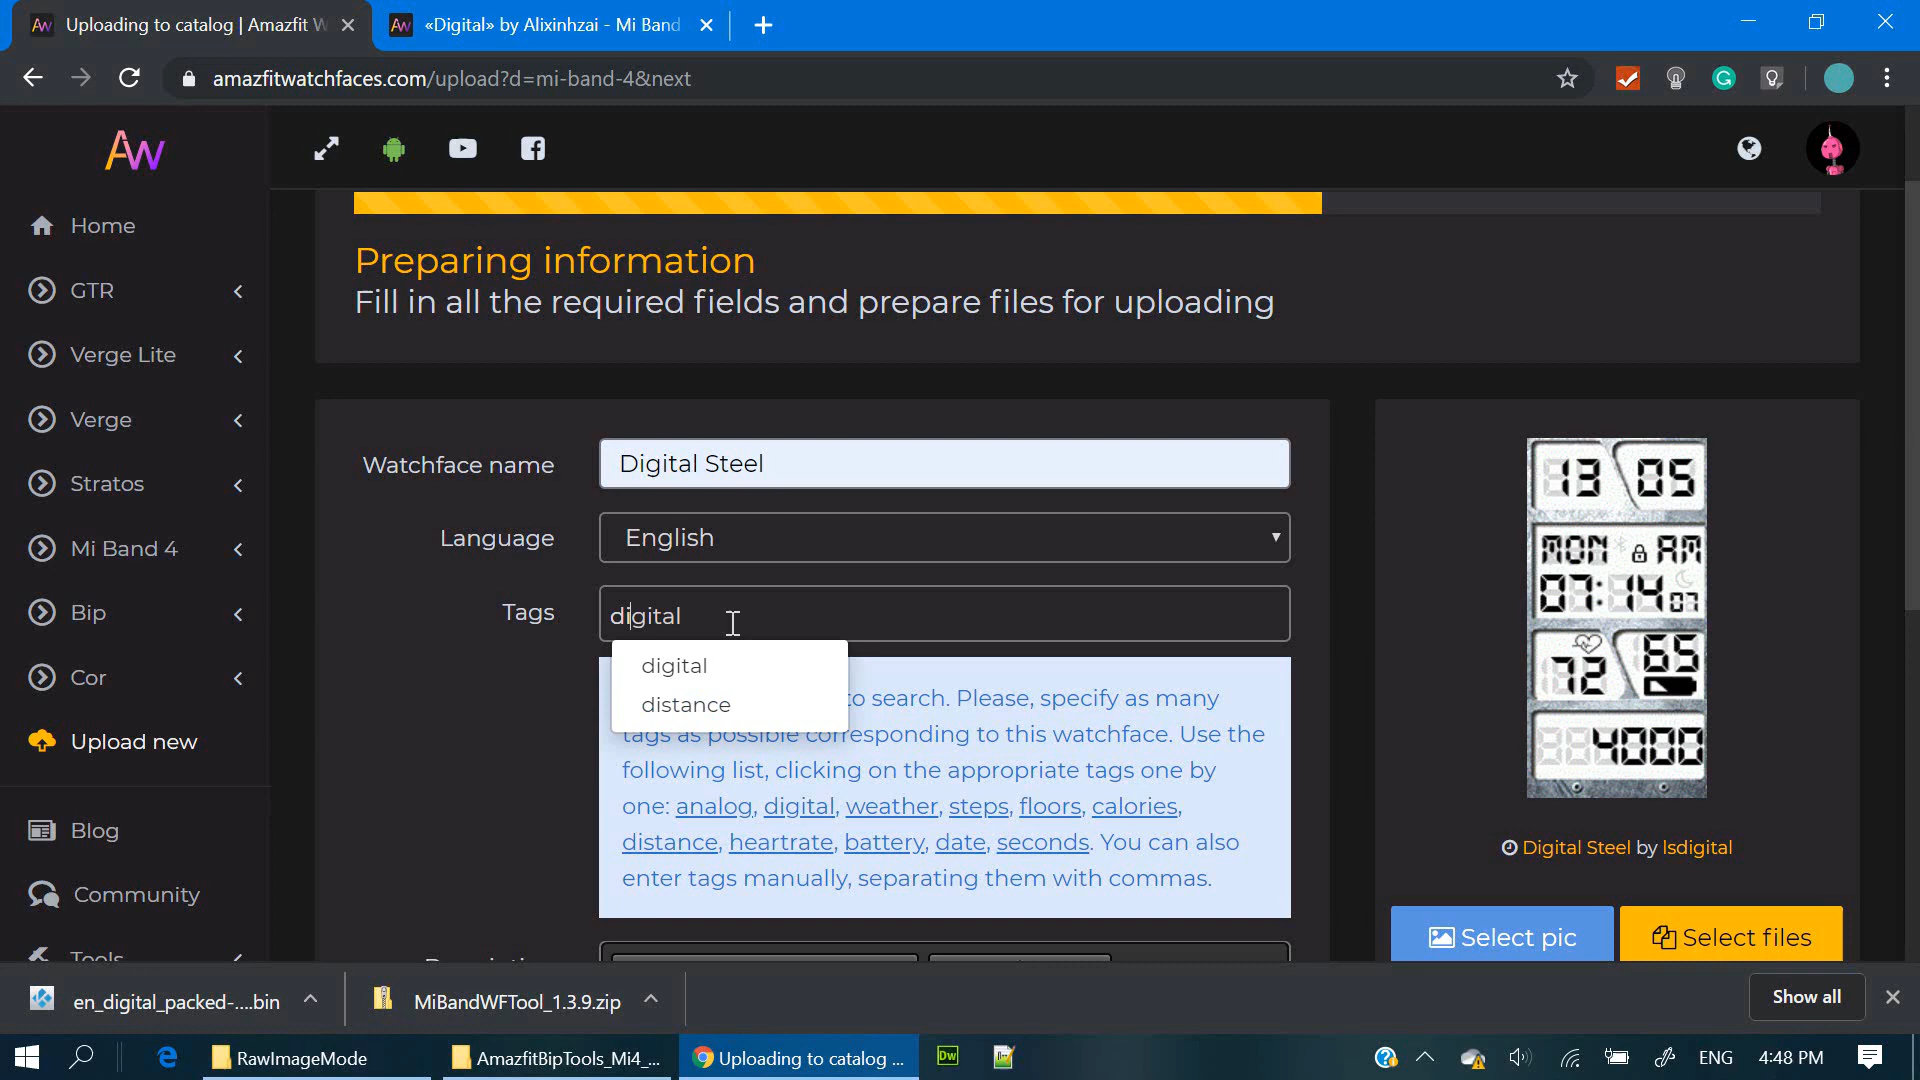 Uploading to catalog | Amazfit W
«Digital» by Alixinhzai - Mi Band
amazfitwatchfaces.com/upload?d=mi-band-4&next
Aw
Home
GTR
Verge Lite
Verge
Stratos
Mi Band 4
Bip
Cor
Upload new
Blog
Community
Tools
Preparing information
Fill in all the required fields and prepare files for uploading
Watchface name
Digital Steel
Language
English
Tags
digital
digital
distance
to search. Please, specify as many
tags as possible corresponding to this watchface. Use the
following list, clicking on the appropriate tags one by
one: analog, digital, weather, steps, floors, calories,
distance, heartrate, battery, date, seconds. You can also
enter tags manually, separating them with commas.
13 05
MON AM
07:14 07
72 65
4000
Digital Steel by lsdigital
Select pic
Select files
en_digital_packed-....bin
MiBandWFTool_1.3.9.zip
Show all
RawImageMode
AmazfitBipTools_Mi4_...
Uploading to catalog ...
Dw
ENG
4:48 PM